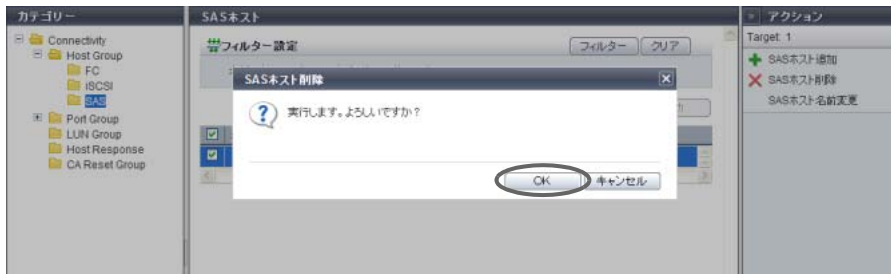 カテゴリー
Connectivity
Host Group
FC
iSCSI
SAS
Port Group
LUN Group
Host Response
CA Reset Group
SASホスト
フィルター設定
フィルター
クリア
SASホスト削除
実行します。よろしいですか?
OK
キャンセル
アクション
Target: 1
SASホスト追加
SASホスト削除
SASホスト名前変更